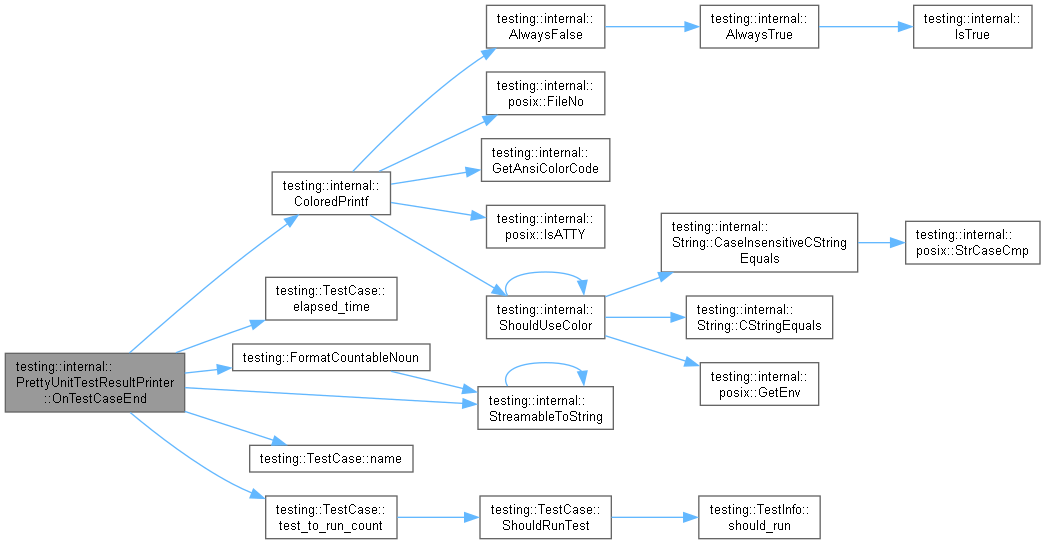 testing::internal::
PrettyUnitTestResultPrinter
::OnTestCaseEnd
testing::internal::
ColoredPrintf
testing::internal::
AlwaysFalse
testing::internal::
AlwaysTrue
testing::internal::
IsTrue
testing::internal::
posix::FileNo
testing::internal::
GetAnsiColorCode
testing::internal::
posix::IsATTY
testing::internal::
ShouldUseColor
testing::internal::
String::CaseInsensitiveCString
Equals
testing::internal::
posix::StrCaseCmp
testing::internal::
String::CStringEquals
testing::internal::
posix::GetEnv
testing::TestCase::
elapsed_time
testing::FormatCountableNoun
testing::internal::
StreamableToString
testing::TestCase::name
testing::TestCase::
test_to_run_count
testing::TestCase::
ShouldRunTest
testing::TestInfo::
should_run